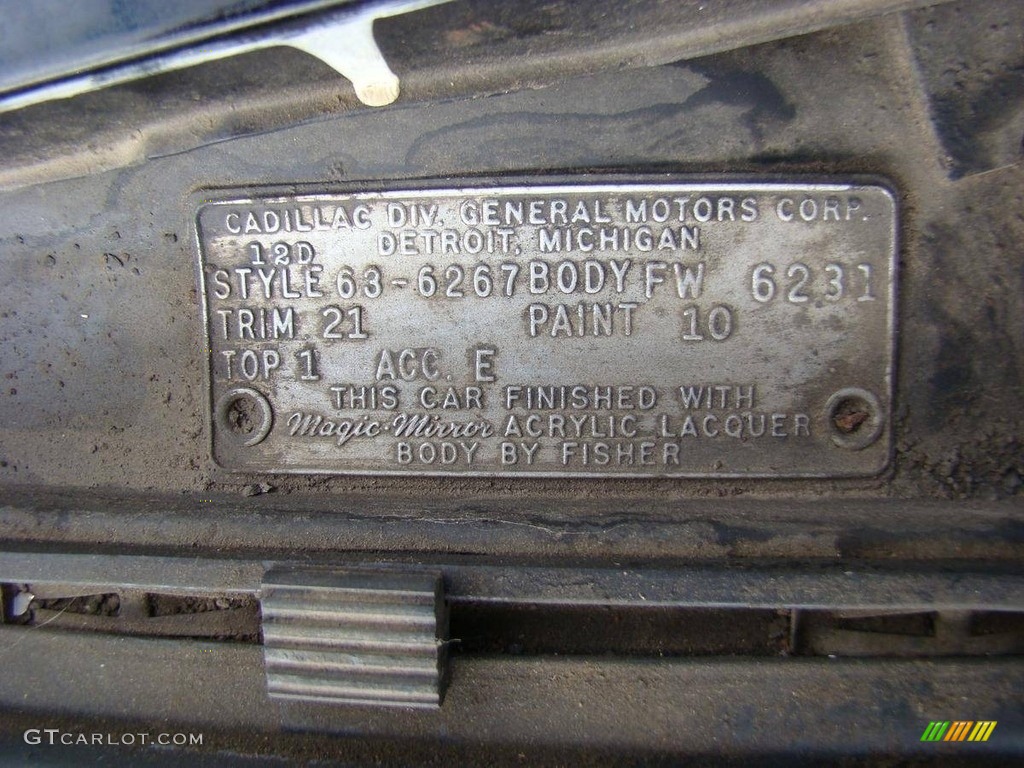 CADILLAC DIV. GENERAL MOTORS CORP.
DETROIT, MICHIGAN
12D
STYLE 63-6267 BODY FW 6231
TRIM 21 PAINT 10
TOP 1 ACC. E
THIS CAR FINISHED WITH
Magic-Mirror ACRYLIC LACQUER
BODY BY FISHER
GTCARLOT.COM